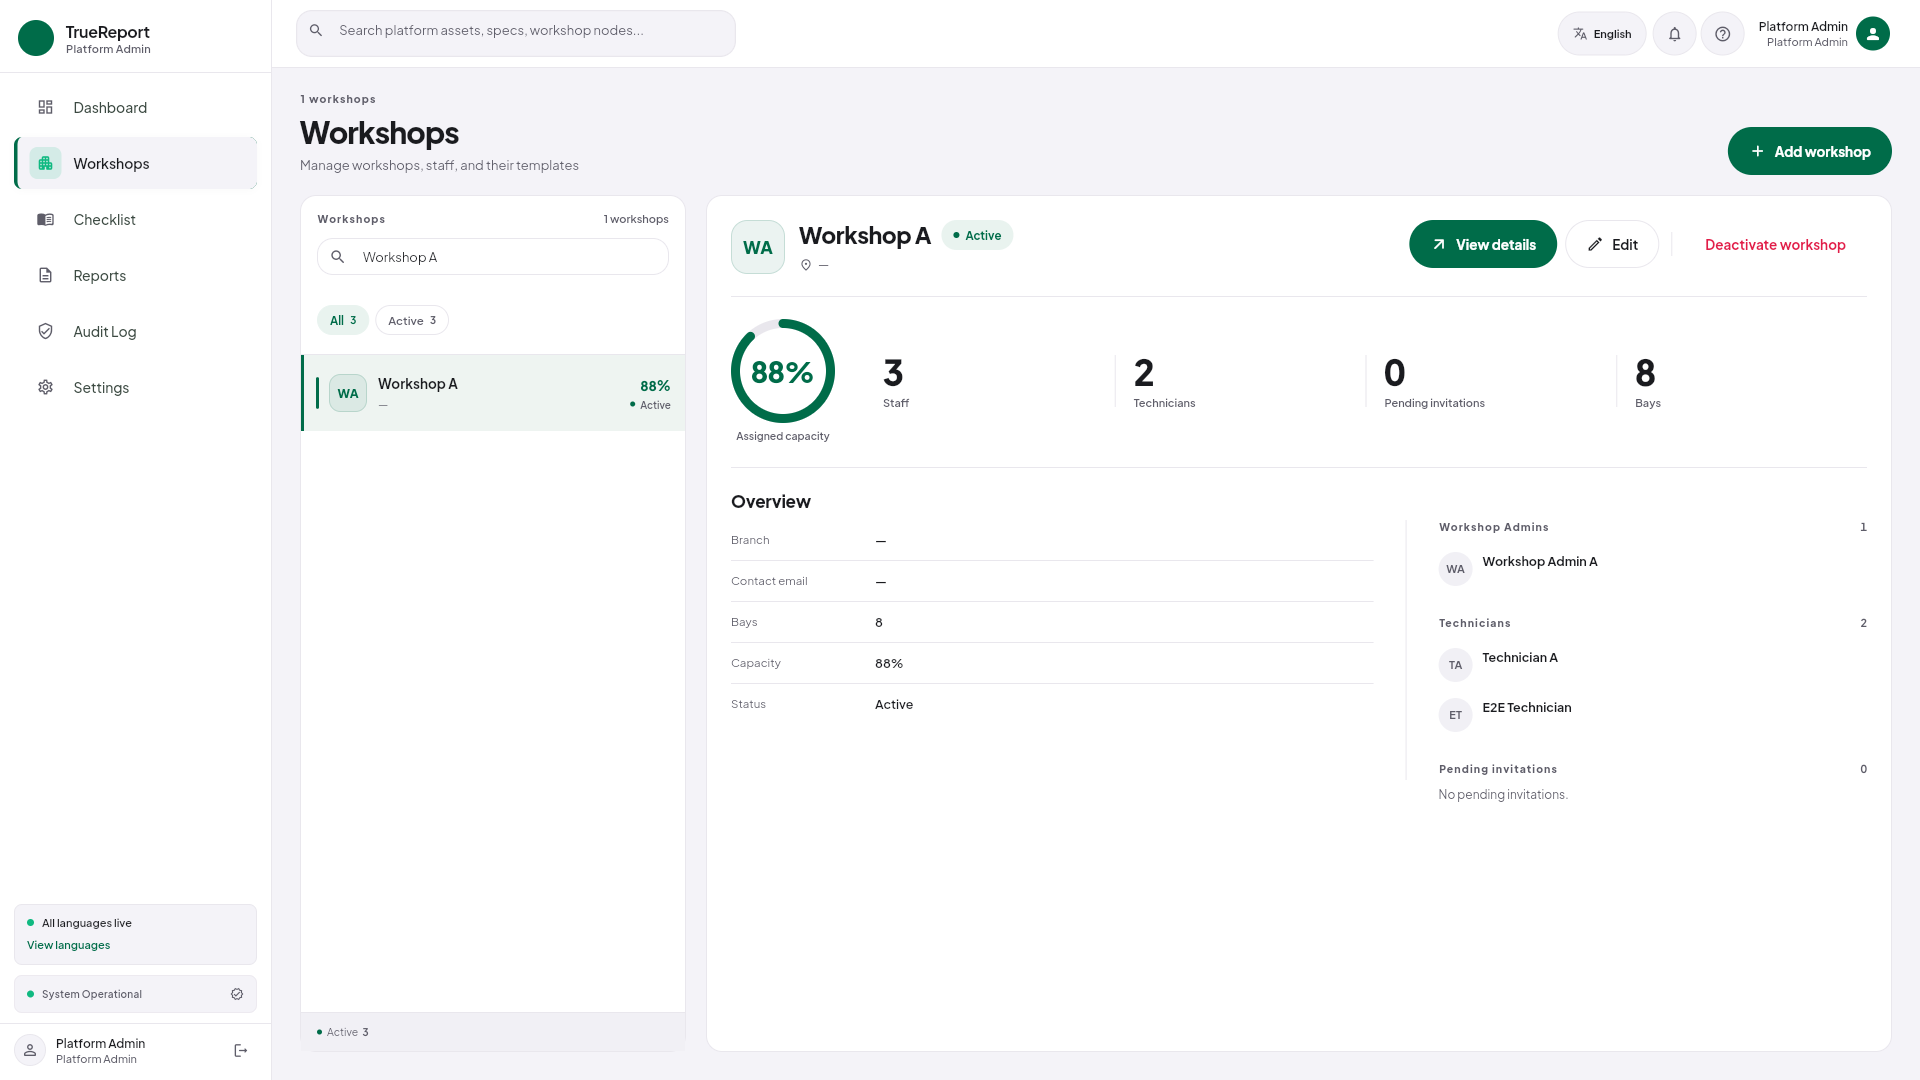 TrueReport
Platform Admin
Search platform assets, specs, workshop nodes...
English
Platform Admin
Platform Admin
Dashboard
Workshops
Checklist
Reports
Audit Log
Settings
All languages live
View languages
System Operational
Platform Admin
Platform Admin
1 workshops
Workshops
Manage workshops, staff, and their templates
Add workshop
Workshops
1 workshops
Workshop A
All 3
Active 3
WA
Workshop A
—
88%
Active
Active 3
WA
Workshop A
Active
—
View details
Edit
Deactivate workshop
88%
Assigned capacity
3
Staff
2
Technicians
0
Pending invitations
8
Bays
Overview
Branch —
Contact email —
Bays 8
Capacity 88%
Status Active
Workshop Admins 1
WA Workshop Admin A
Technicians 2
TA Technician A
ET E2E Technician
Pending invitations 0
No pending invitations.